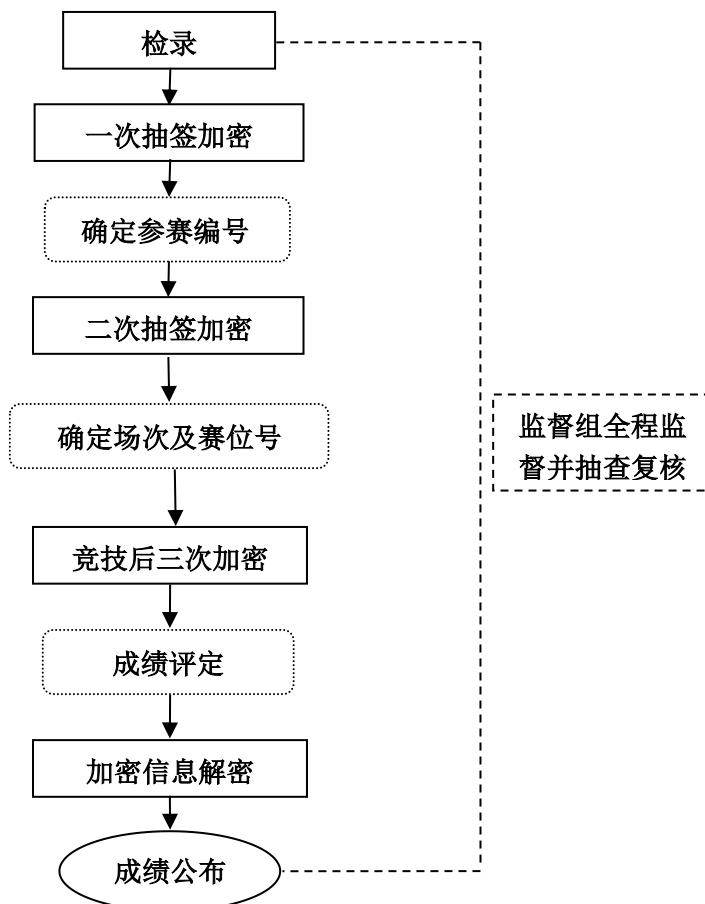 检录
一次抽签加密
确定参赛编号
二次抽签加密
确定场次及赛位号
监督组全程监
督并抽查复核
竞技后三次加密
成绩评定
加密信息解密
成绩公布